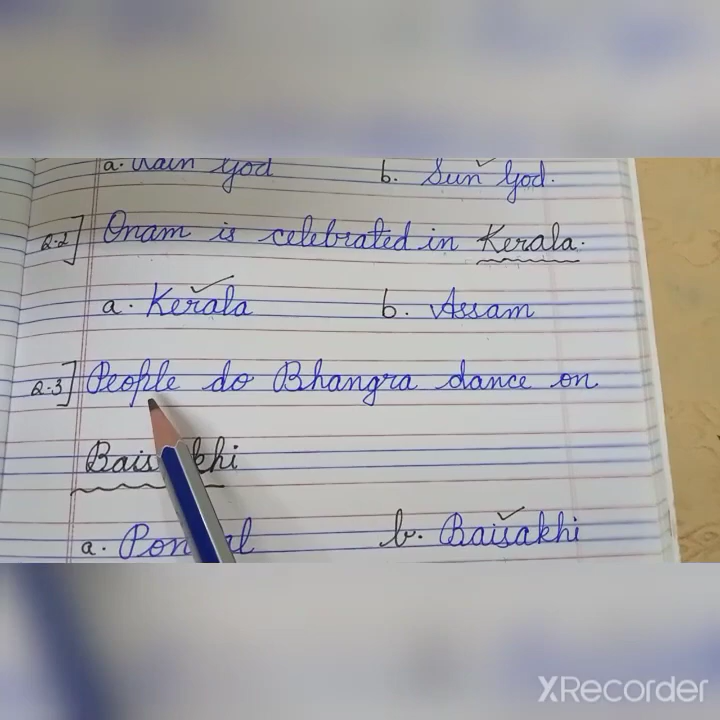 a. Rain God b. Sun God.
Q.2] Onam is celebrated in Kerala.
a. Kerala b. Assam
Q.3] People do Bhangra dance on
Baisakhi
a. Pongal b. Baisakhi
XRecorder